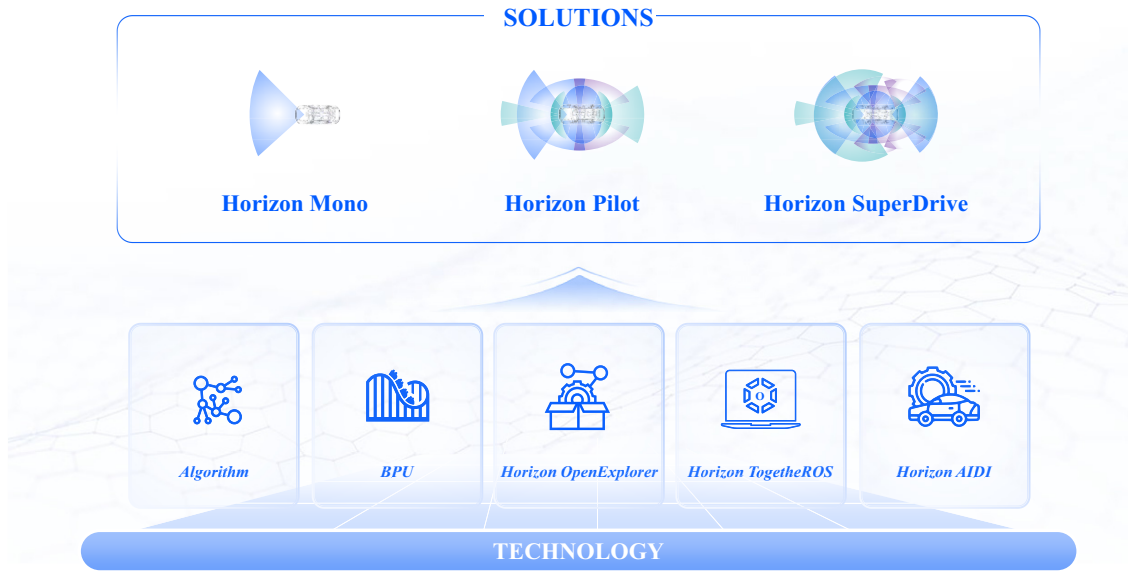 SOLUTIONS
Horizon Mono
Horizon Pilot
Horizon SuperDrive
Algorithm
BPU
Horizon OpenExplorer
Horizon TogetheROS
Horizon AIDI
TECHNOLOGY